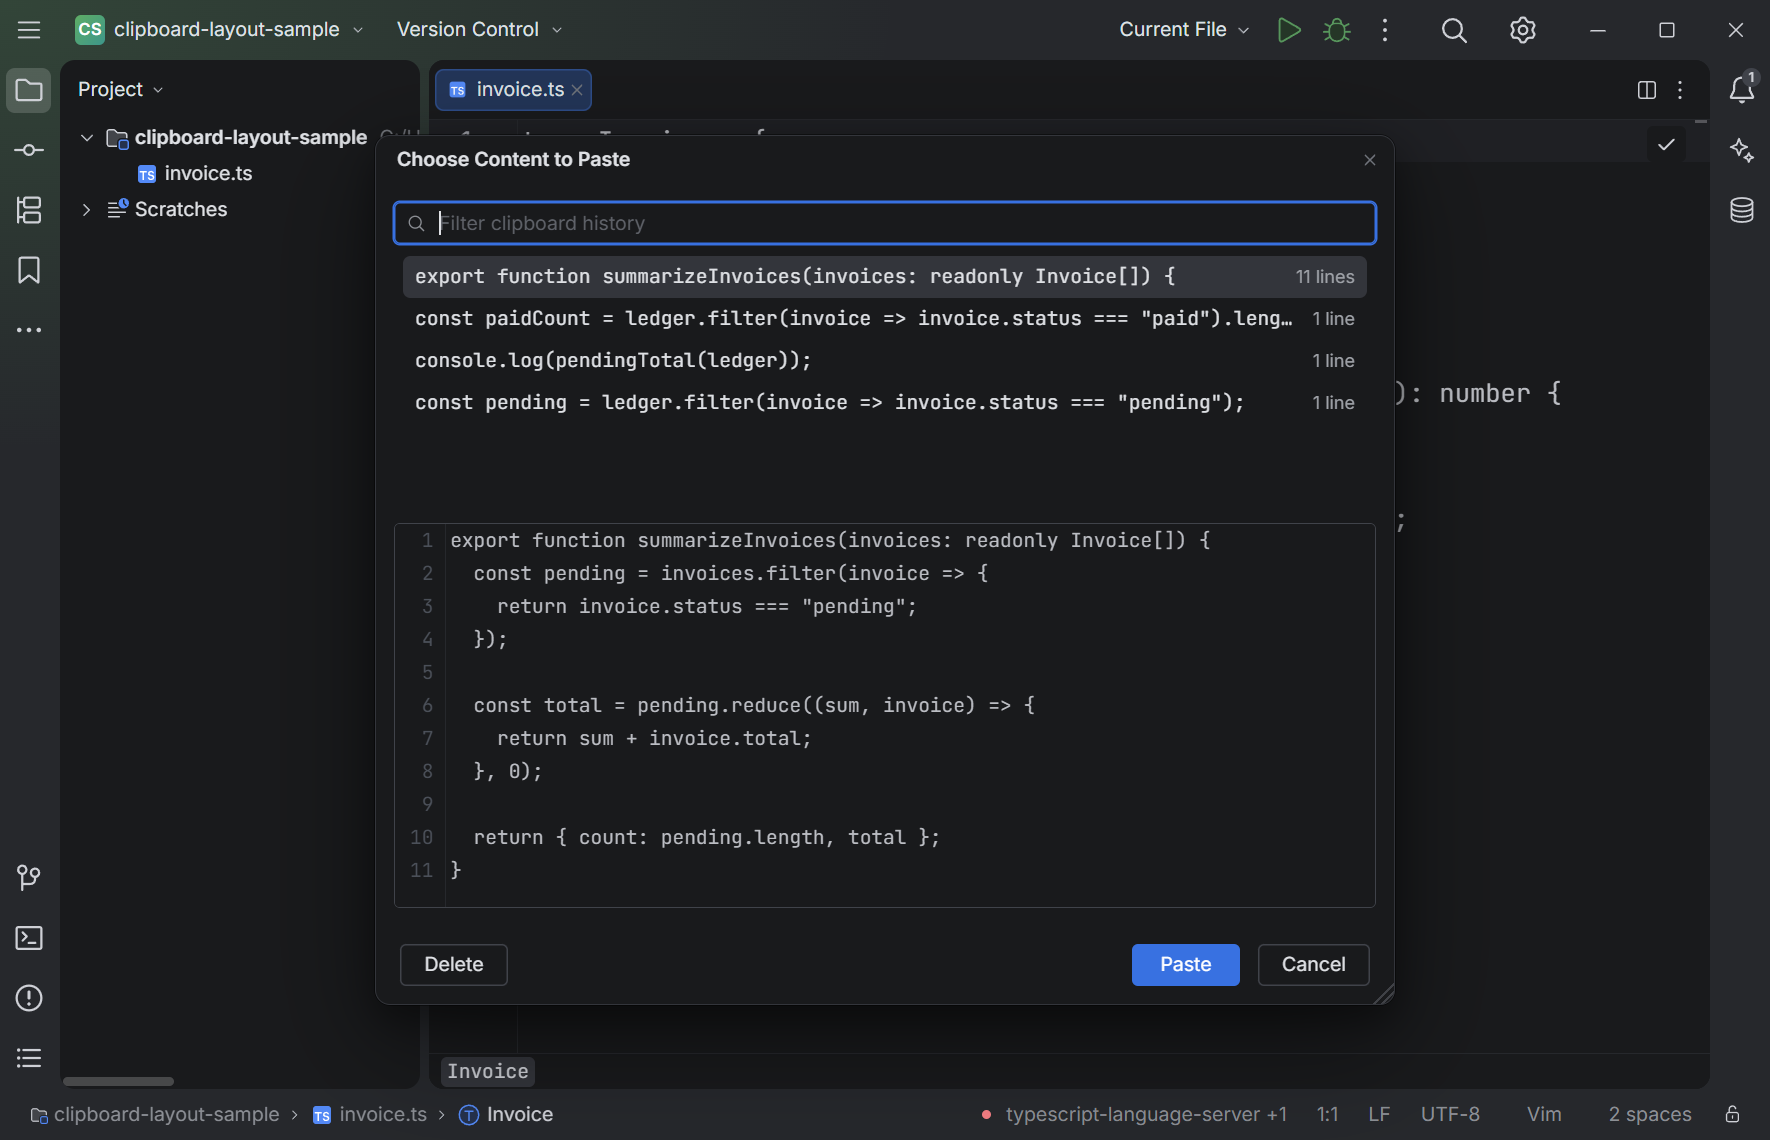 CS clipboard-layout-sample Version Control Current File
Project
invoice.ts
1
clipboard-layout-sample
invoice.ts
Scratches
Choose Content to Paste
Filter clipboard history
export function summarizeInvoices(invoices: readonly Invoice[]) { 11 lines
const paidCount = ledger.filter(invoice => invoice.status === "paid").leng… 1 line
console.log(pendingTotal(ledger)); 1 line
const pending = ledger.filter(invoice => invoice.status === "pending"); 1 line
): number {
;
1 export function summarizeInvoices(invoices: readonly Invoice[]) {
2 const pending = invoices.filter(invoice => {
3 return invoice.status === "pending";
4 });
5
6 const total = pending.reduce((sum, invoice) => {
7 return sum + invoice.total;
8 }, 0);
9
10 return { count: pending.length, total };
11 }
Delete Paste Cancel
Invoice
clipboard-layout-sample › TS invoice.ts › T Invoice typescript-language-server +1 1:1 LF UTF-8 Vim 2 spaces